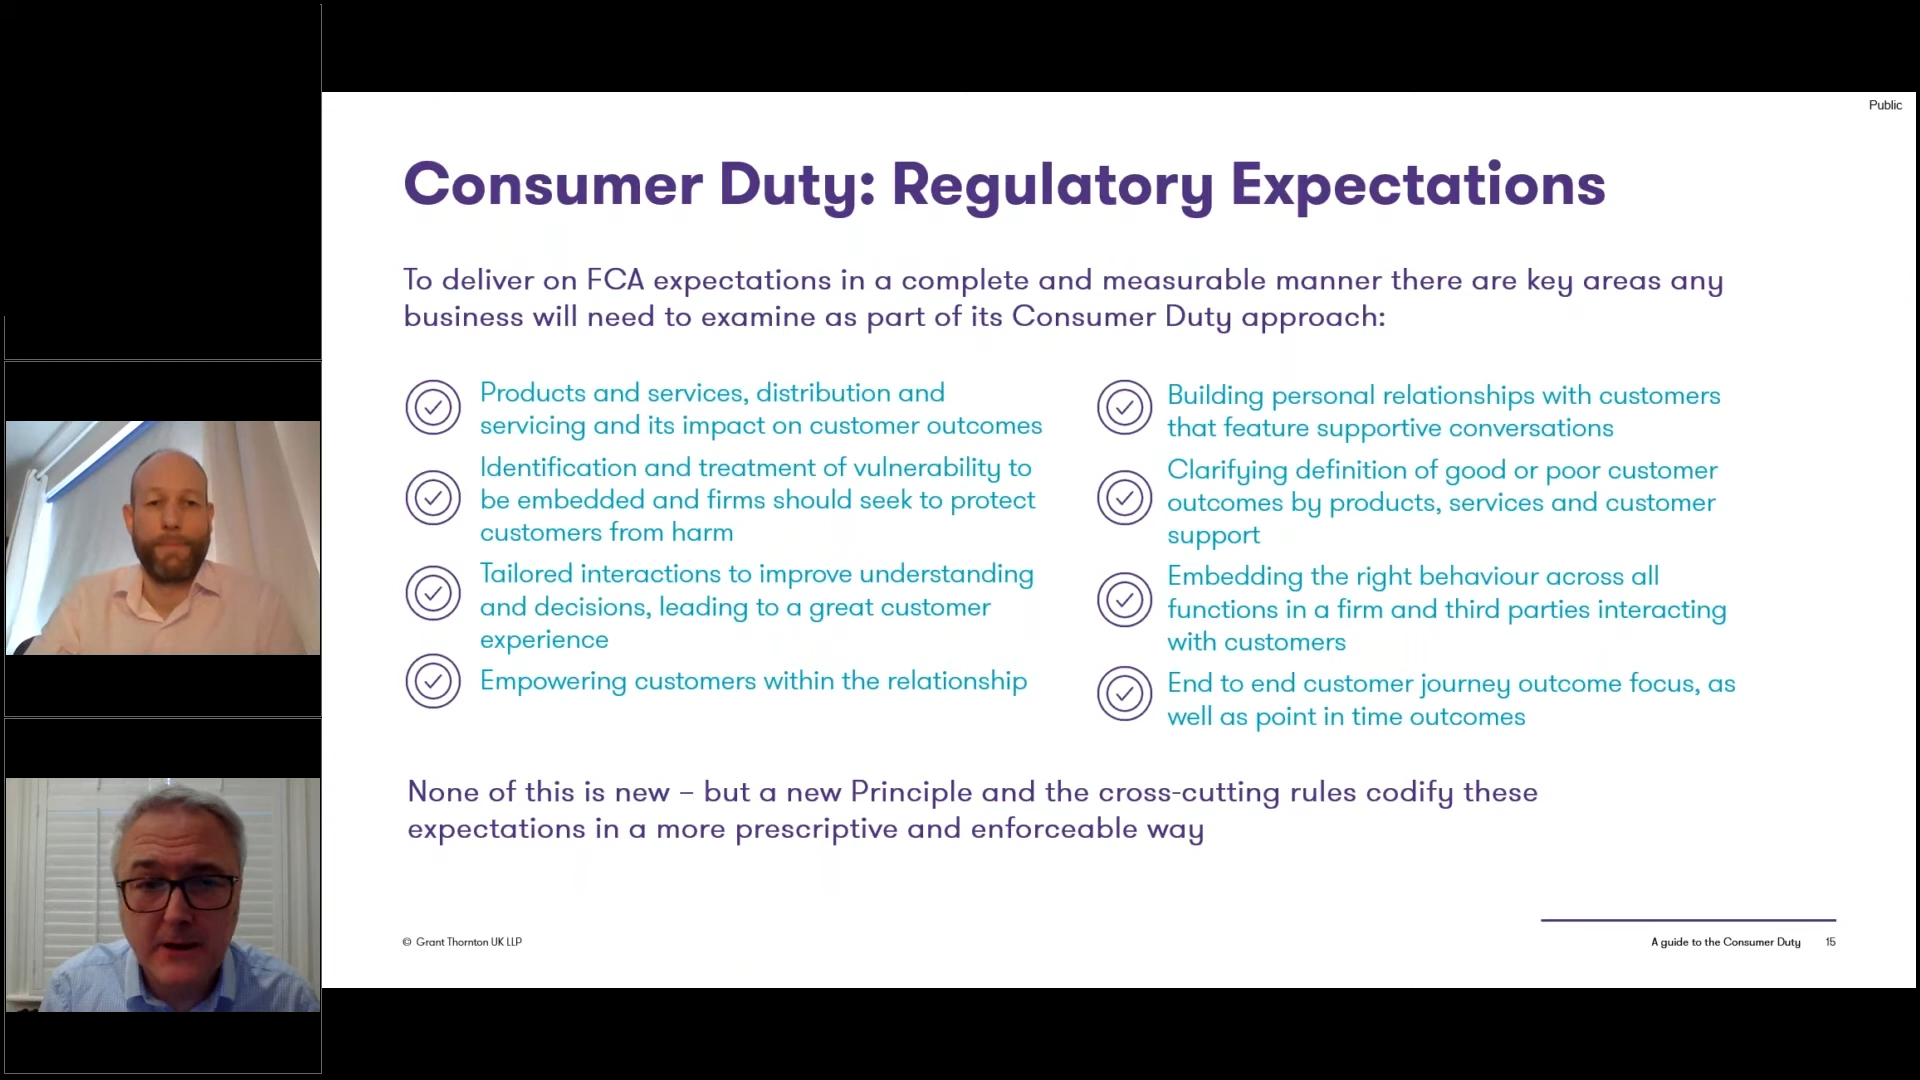 Public
Consumer Duty: Regulatory Expectations
To deliver on FCA expectations in a complete and measurable manner there are key areas any
business will need to examine as part of its Consumer Duty approach:
Products and services, distribution and
servicing and its impact on customer outcomes
Identification and treatment of vulnerability to
be embedded and firms should seek to protect
customers from harm
Tailored interactions to improve understanding
and decisions, leading to a great customer
experience
Empowering customers within the relationship
Building personal relationships with customers
that feature supportive conversations
Clarifying definition of good or poor customer
outcomes by products, services and customer
support
Embedding the right behaviour across all
functions in a firm and third parties interacting
with customers
End to end customer journey outcome focus, as
well as point in time outcomes
None of this is new – but a new Principle and the cross-cutting rules codify these
expectations in a more prescriptive and enforceable way
© Grant Thornton UK LLP
A guide to the Consumer Duty 15